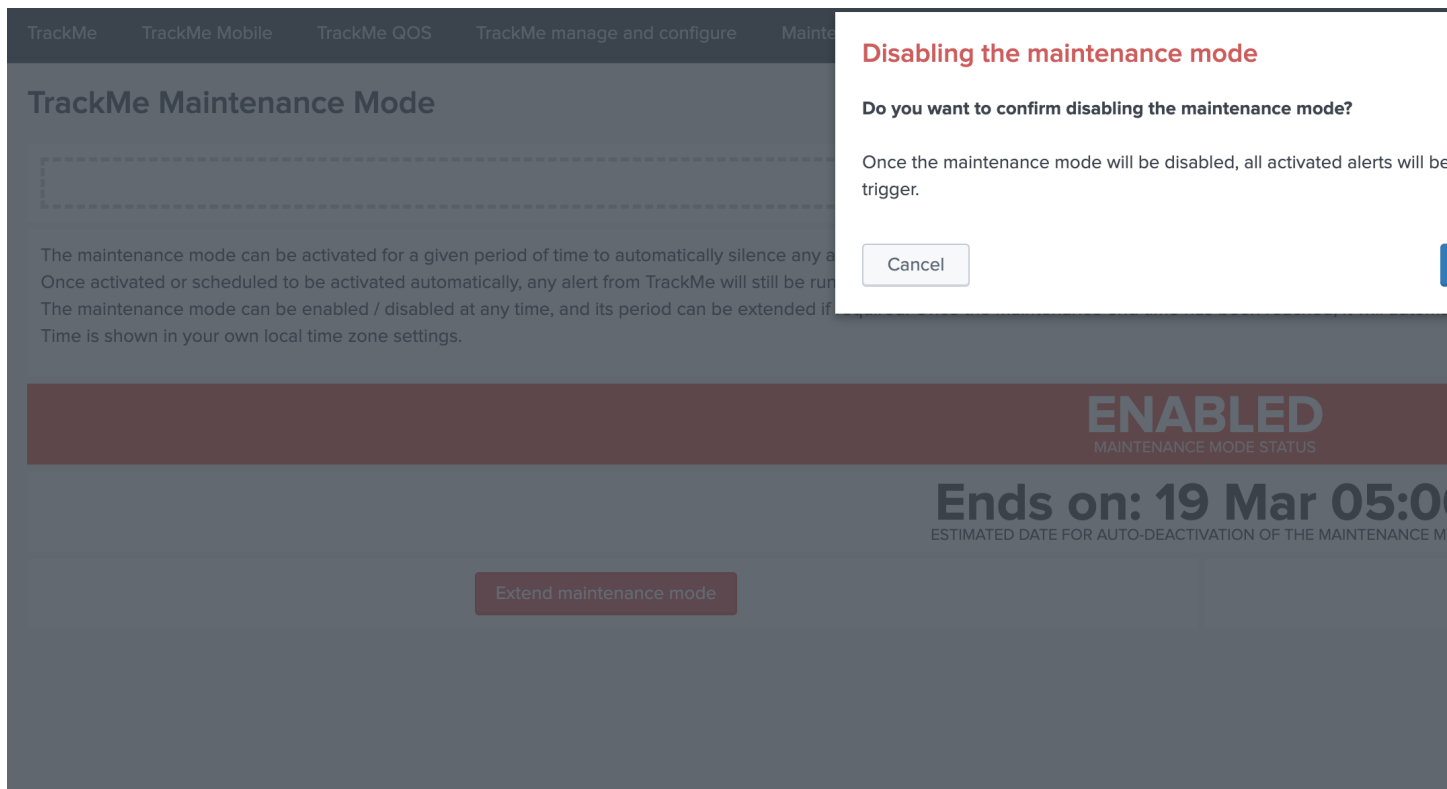 TrackMe TrackMe Mobile TrackMe QOS TrackMe manage and configure Mainte
Disabling the maintenance mode
Do you want to confirm disabling the maintenance mode?
Once the maintenance mode will be disabled, all activated alerts will be
trigger.
Cancel
TrackMe Maintenance Mode
The maintenance mode can be activated for a given period of time to automatically silence any a
Once activated or scheduled to be activated automatically, any alert from TrackMe will still be run
The maintenance mode can be enabled / disabled at any time, and its period can be extended if
Time is shown in your own local time zone settings.
ENABLED
MAINTENANCE MODE STATUS
Ends on: 19 Mar 05:0
ESTIMATED DATE FOR AUTO-DEACTIVATION OF THE MAINTENANCE M
Extend maintenance mode